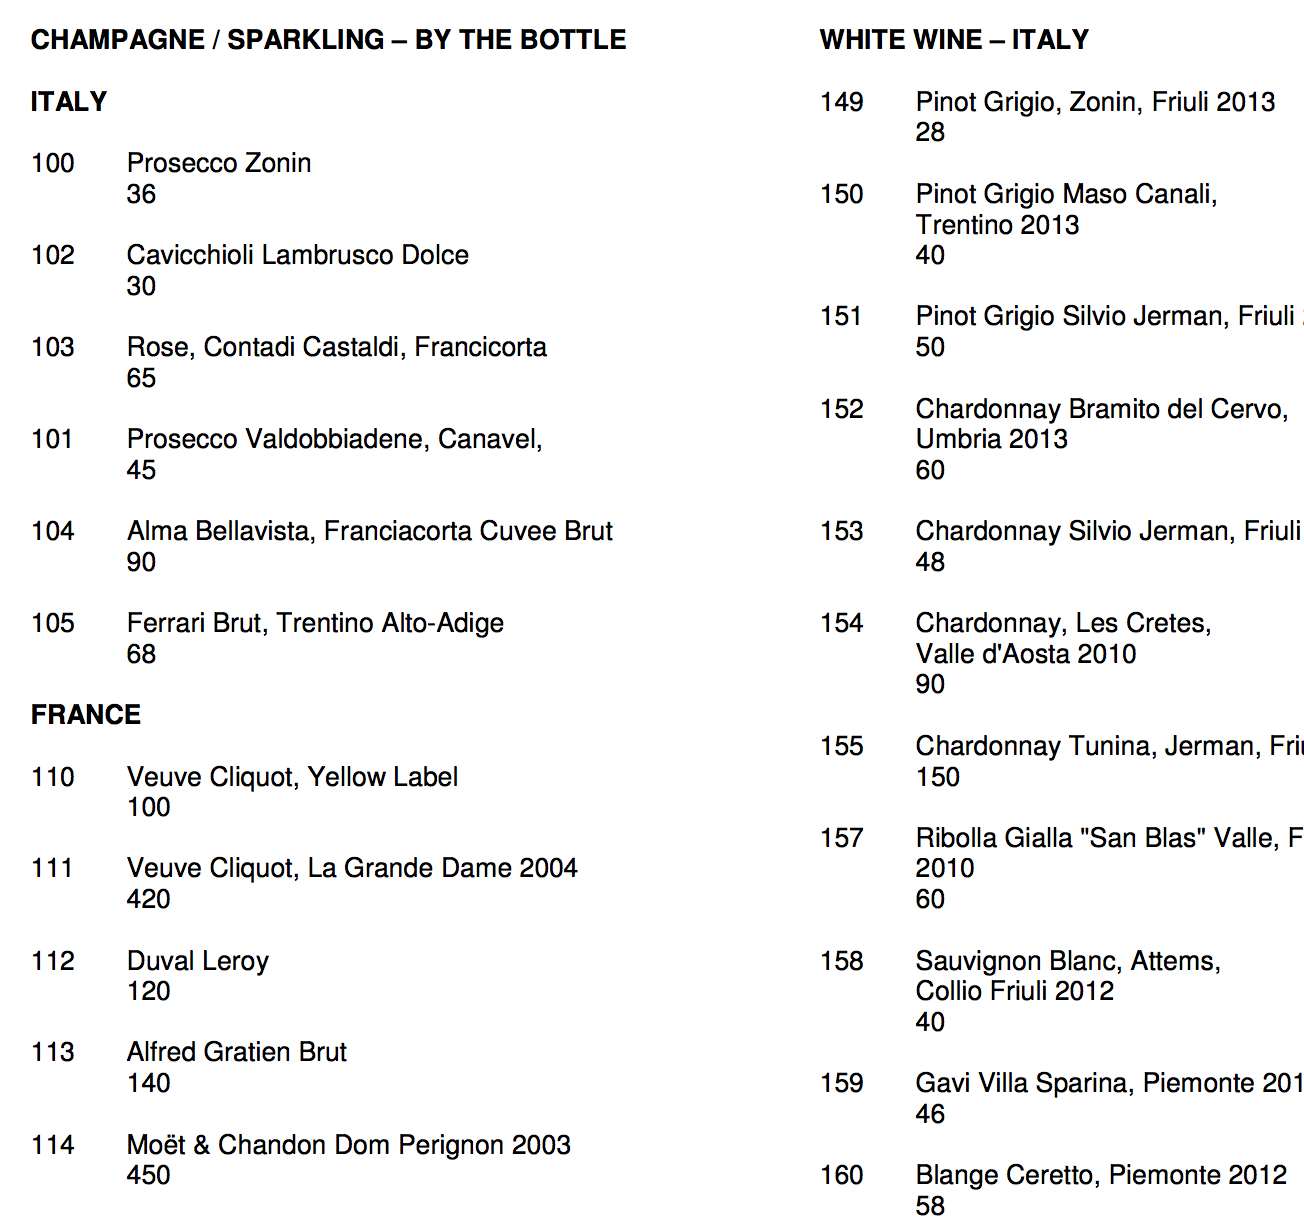 CHAMPAGNE / SPARKLING – BY THE BOTTLE
ITALY
100 Prosecco Zonin
36
102 Cavicchioli Lambrusco Dolce
30
103 Rose, Contadi Castaldi, Francicorta
65
101 Prosecco Valdobbiadene, Canavel,
45
104 Alma Bellavista, Franciacorta Cuvee Brut
90
105 Ferrari Brut, Trentino Alto-Adige
68
FRANCE
110 Veuve Cliquot, Yellow Label
100
111 Veuve Cliquot, La Grande Dame 2004
420
112 Duval Leroy
120
113 Alfred Gratien Brut
140
114 Moët & Chandon Dom Perignon 2003
450
WHITE WINE – ITALY
149 Pinot Grigio, Zonin, Friuli 2013
28
150 Pinot Grigio Maso Canali,
Trentino 2013
40
151 Pinot Grigio Silvio Jerman, Friuli
50
152 Chardonnay Bramito del Cervo,
Umbria 2013
60
153 Chardonnay Silvio Jerman, Friuli
48
154 Chardonnay, Les Cretes,
Valle d'Aosta 2010
90
155 Chardonnay Tunina, Jerman,
150
157 Ribolla Gialla "San Blas" Valle,
2010
60
158 Sauvignon Blanc, Attems,
Collio Friuli 2012
40
159 Gavi Villa Sparina, Piemonte 201
46
160 Blange Ceretto, Piemonte 2012
58